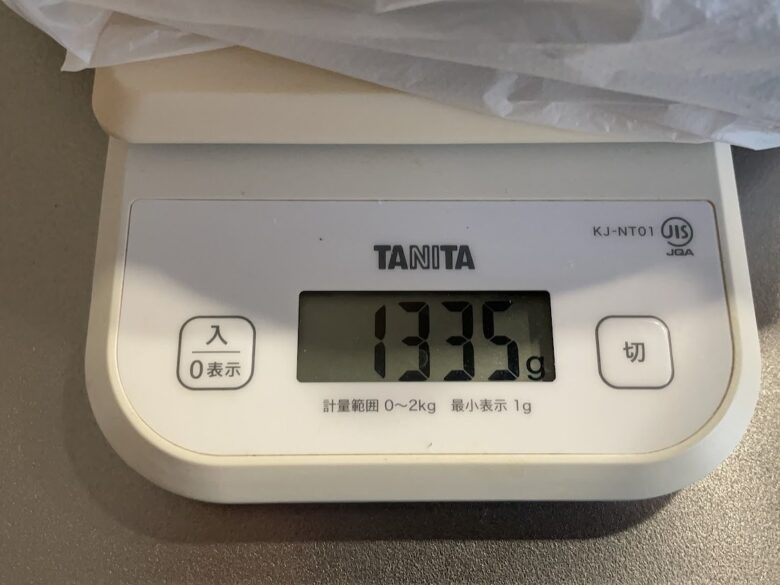 KJ-NT01 JIS
JQA
TANITA
入
0表示
1335g
切
計量範囲 0～2kg 最小表示 1g